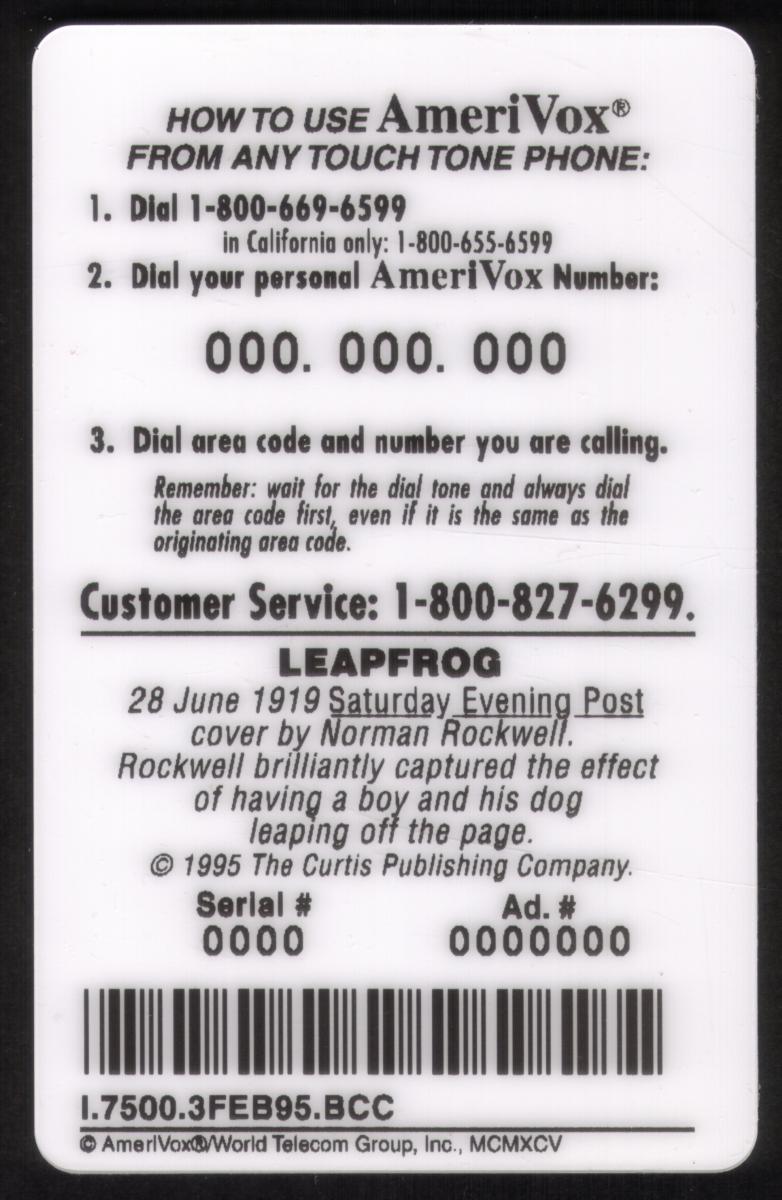 HOW TO USE AmeriVox®
FROM ANY TOUCH TONE PHONE:
1. Dial 1-800-669-6599
in California only: 1-800-655-6599
2. Dial your personal AmeriVox Number:
000. 000. 000
3. Dial area code and number you are calling.
Remember: wait for the dial tone and always dial
the area code first, even if it is the same as the
originating area code.
Customer Service: 1-800-827-6299.
LEAPFROG
28 June 1919 Saturday Evening Post
cover by Norman Rockwell.
Rockwell brilliantly captured the effect
of having a boy and his dog
leaping off the page.
© 1995 The Curtis Publishing Company.
Serial # Ad. #
0000 0000000
I.7500.3FEB95.BCC
© AmeriVox®/World Telecom Group, Inc., MCMXCV